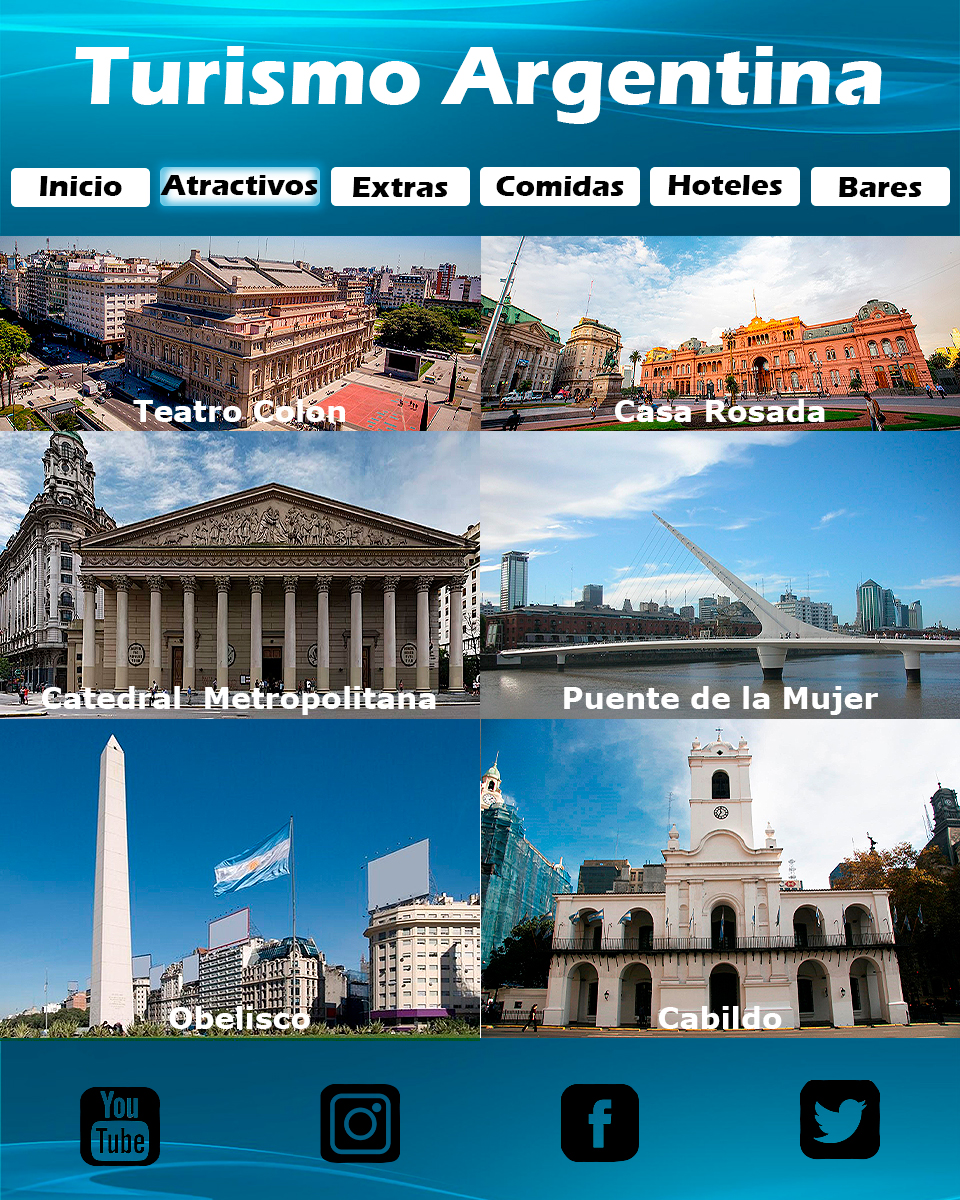 Turismo Argentina
Inicio Atractivos Extras Comidas Hoteles Bares
Teatro Colon Casa Rosada
Catedral Metropolitana Puente de la Mujer
Obelisco Cabildo
You
Tube